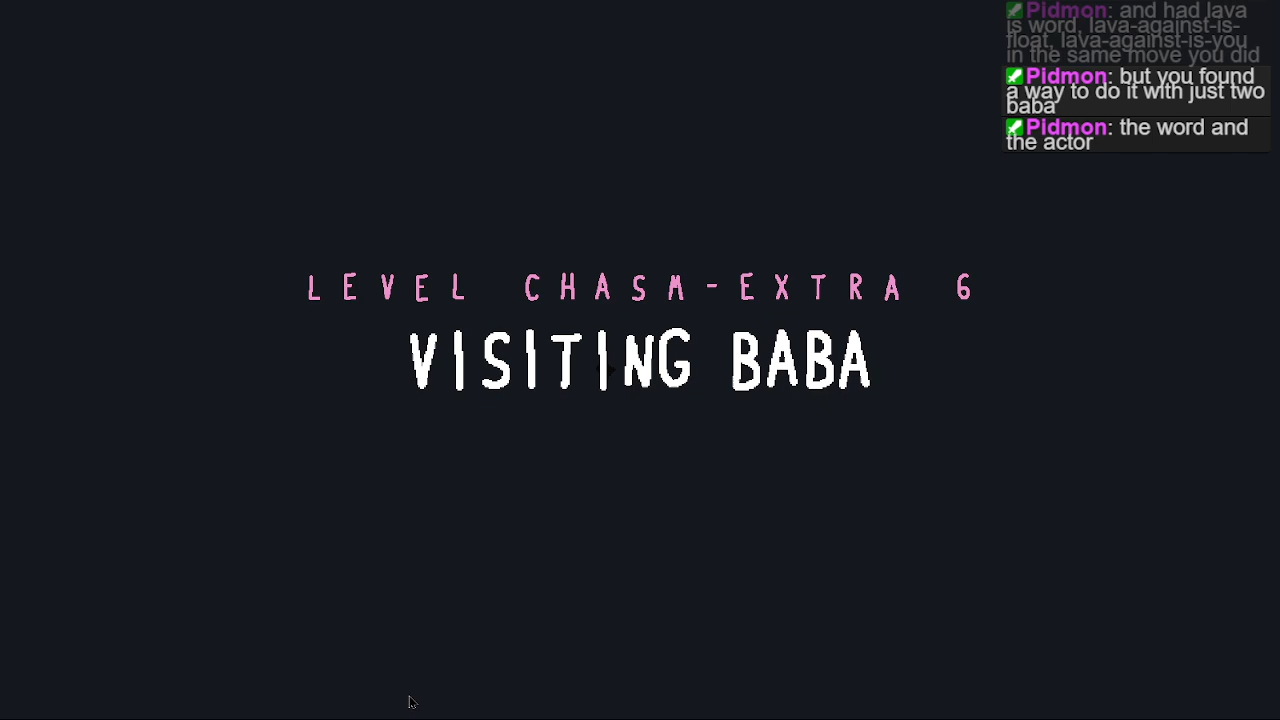 Pidmon: and had lava
is word, lava-against-is-
float, lava-against-is-you
in the same move you did
Pidmon: but you found
a way to do it with just two
baba
Pidmon: the word and
the actor
LEVEL CHASM-EXTRA 6
VISITING BABA